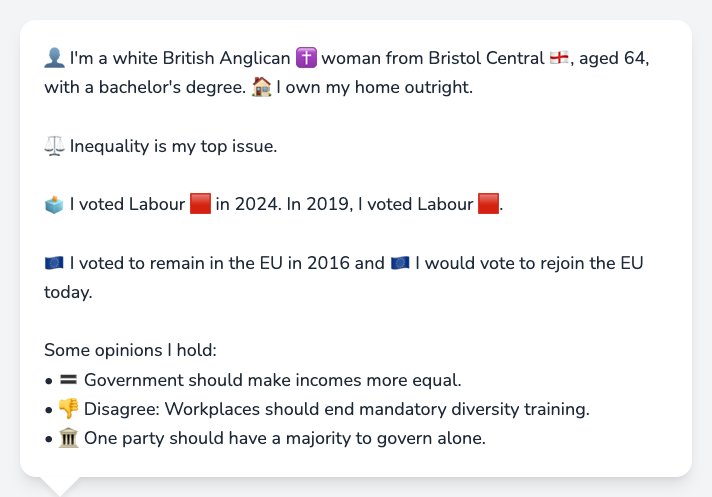 👤 I'm a white British Anglican ✝️ woman from Bristol Central 🏴󠁧󠁢󠁥󠁮󠁧󠁿, aged 64,
with a bachelor's degree. 🏠 I own my home outright.
⚖️ Inequality is my top issue.
🗳️ I voted Labour 🟥 in 2024. In 2019, I voted Labour 🟥.
🇪🇺 I voted to remain in the EU in 2016 and 🇪🇺 I would vote to rejoin the EU
today.
Some opinions I hold:
• 🟰 Government should make incomes more equal.
• 👎 Disagree: Workplaces should end mandatory diversity training.
• 🏛️ One party should have a majority to govern alone.